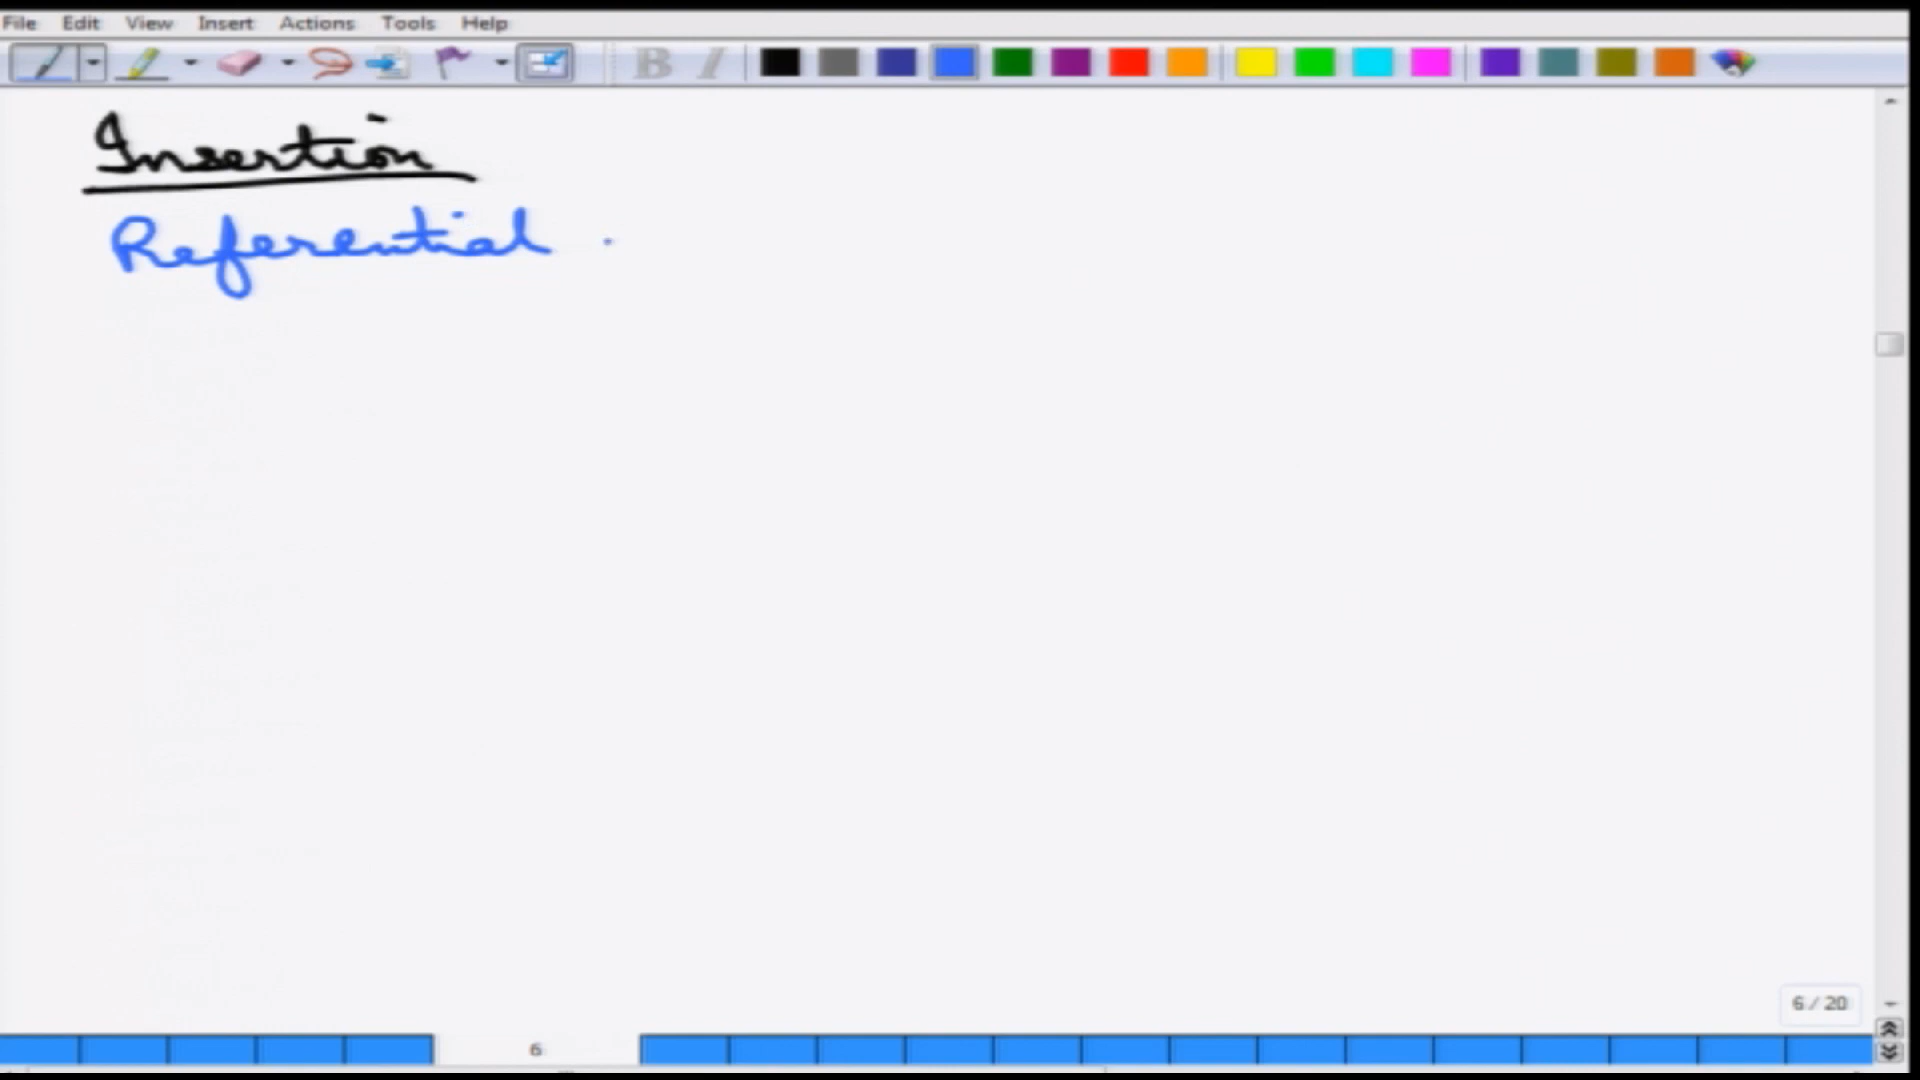 File Edit View Insert Actions Tools Help
B I
Insertion
Referential
6 / 20
6